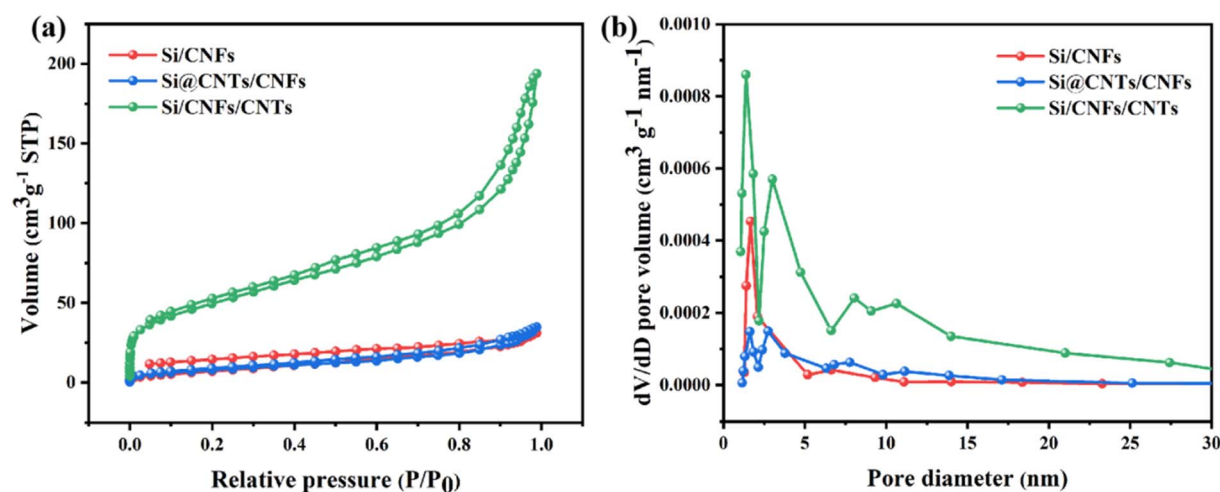 (a)
Si/CNFs
Si@CNTs/CNFs
Si/CNFs/CNTs
Volume (cm³g⁻¹ STP)
200
150
100
50
0
0.0 0.2 0.4 0.6 0.8 1.0
Relative pressure (P/P₀)
(b)
Si/CNFs
Si@CNTs/CNFs
Si/CNFs/CNTs
dV/dD pore volume (cm³ g⁻¹ nm⁻¹)
0.0010
0.0008
0.0006
0.0004
0.0002
0.0000
0 5 10 15 20 25 30
Pore diameter (nm)